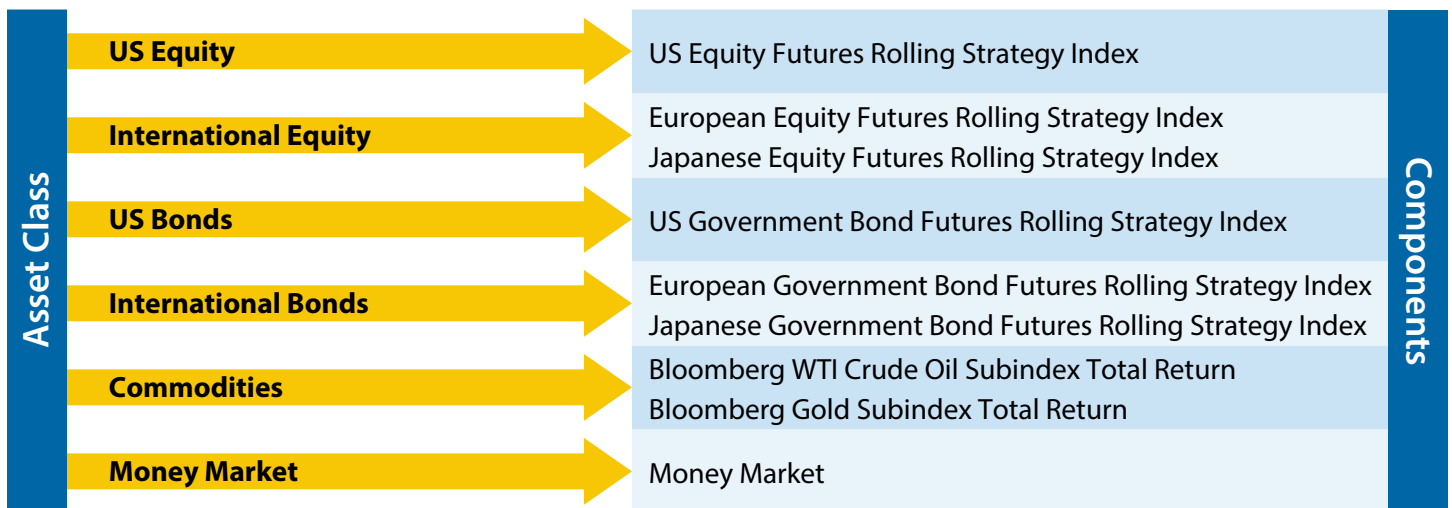 Asset Class
US Equity
US Equity Futures Rolling Strategy Index
International Equity
European Equity Futures Rolling Strategy Index
Japanese Equity Futures Rolling Strategy Index
US Bonds
US Government Bond Futures Rolling Strategy Index
International Bonds
European Government Bond Futures Rolling Strategy Index
Japanese Government Bond Futures Rolling Strategy Index
Commodities
Bloomberg WTI Crude Oil Subindex Total Return
Bloomberg Gold Subindex Total Return
Money Market
Money Market
Components